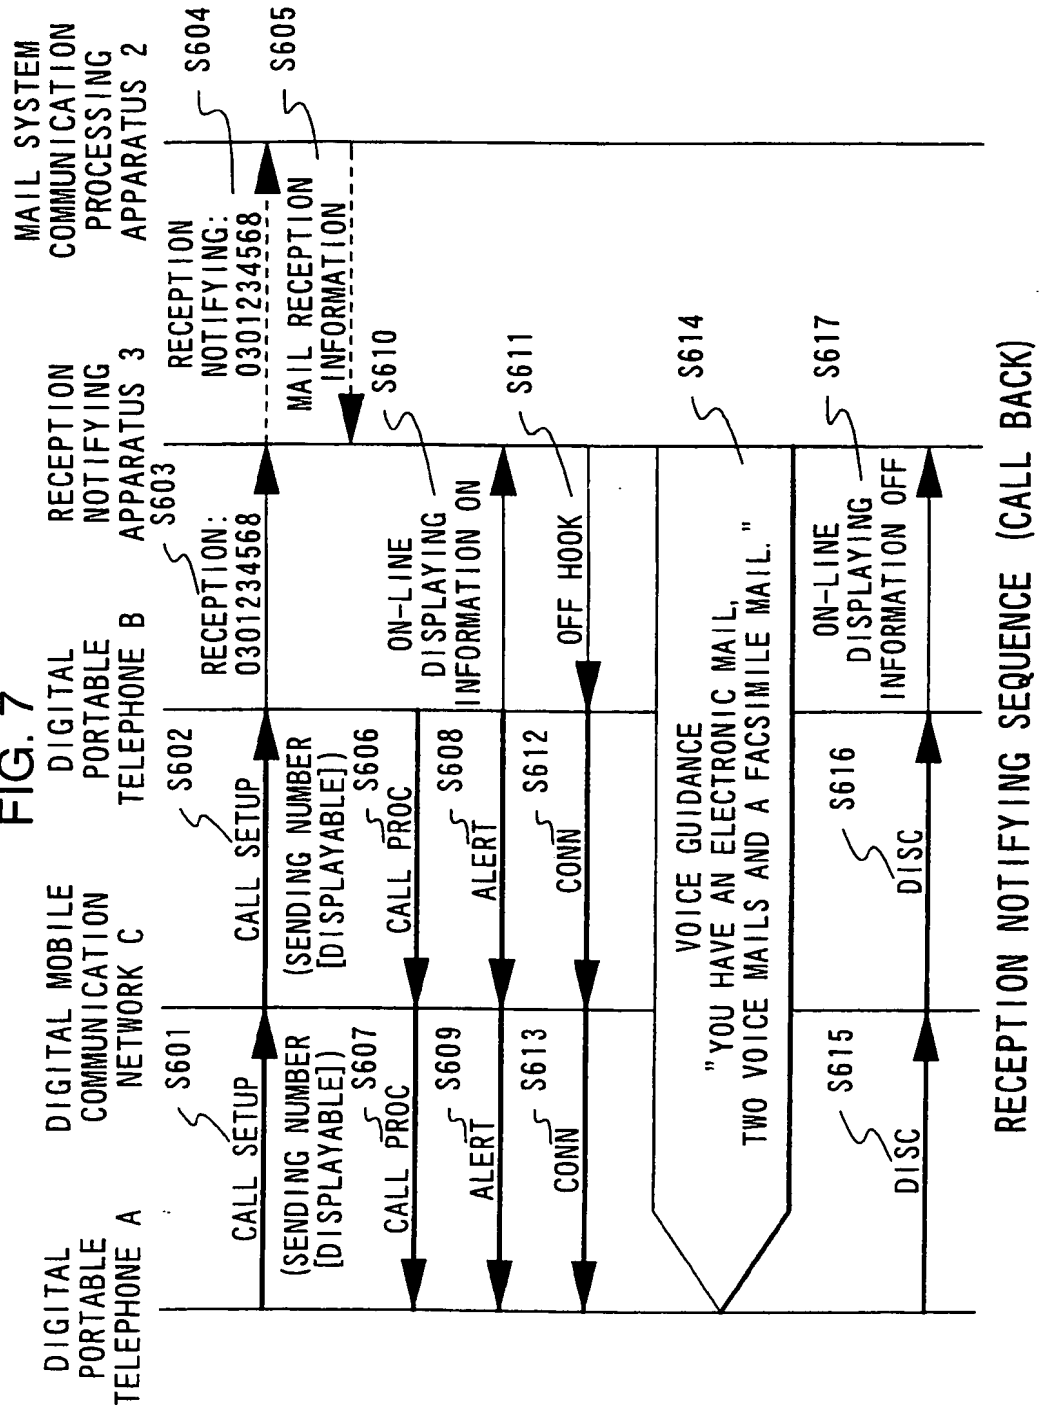 FIG. 7
DIGITAL
PORTABLE
TELEPHONE A
DIGITAL MOBILE
COMMUNICATION
NETWORK C
DIGITAL
PORTABLE
TELEPHONE B
RECEPTION
NOTIFYING
APPARATUS 3
MAIL SYSTEM
COMMUNICATION
PROCESSING
APPARATUS 2
S601
CALL SETUP
(SENDING NUMBER
[DISPLAYABLE])
S602
CALL SETUP
(SENDING NUMBER
[DISPLAYABLE])
S603
RECEPTION:
0301234568
S604
RECEPTION
NOTIFYING:
0301234568
S605
MAIL RECEPTION
INFORMATION
S607
CALL PROC
S606
CALL PROC
S610
ON-LINE
DISPLAYING
INFORMATION ON
S609
ALERT
S608
ALERT
S611
OFF HOOK
S613
CONN
S612
CONN
S614
VOICE GUIDANCE
"YOU HAVE AN ELECTRONIC MAIL,
TWO VOICE MAILS AND A FACSIMILE MAIL."
S615
DISC
S616
DISC
S617
ON-LINE
DISPLAYING
INFORMATION OFF
RECEPTION NOTIFYING SEQUENCE (CALL BACK)